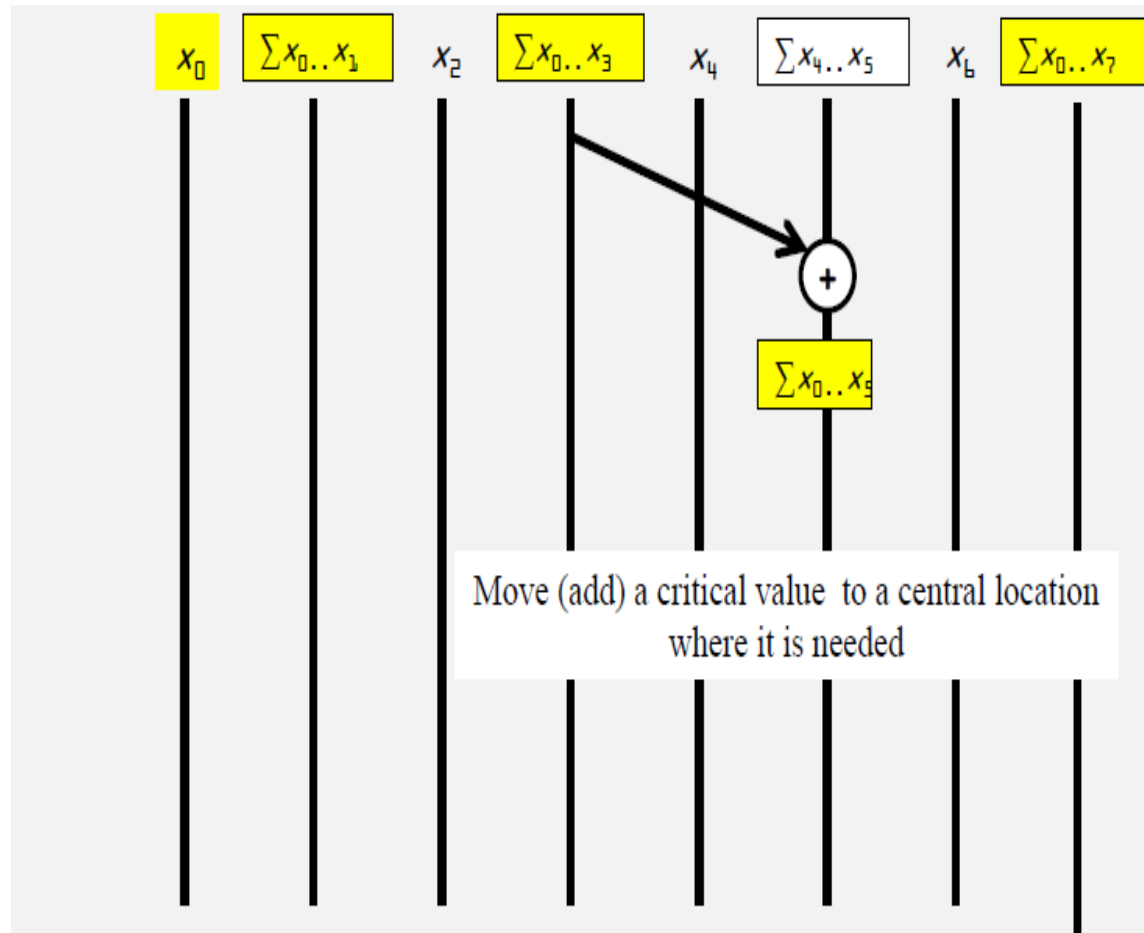 x₀ ∑x₀..x₁ x₂ ∑x₀..x₃ x₄ ∑x₄..x₅ x₆ ∑x₀..x₇
+
∑x₀..x₅
Move (add) a critical value to a central location
where it is needed